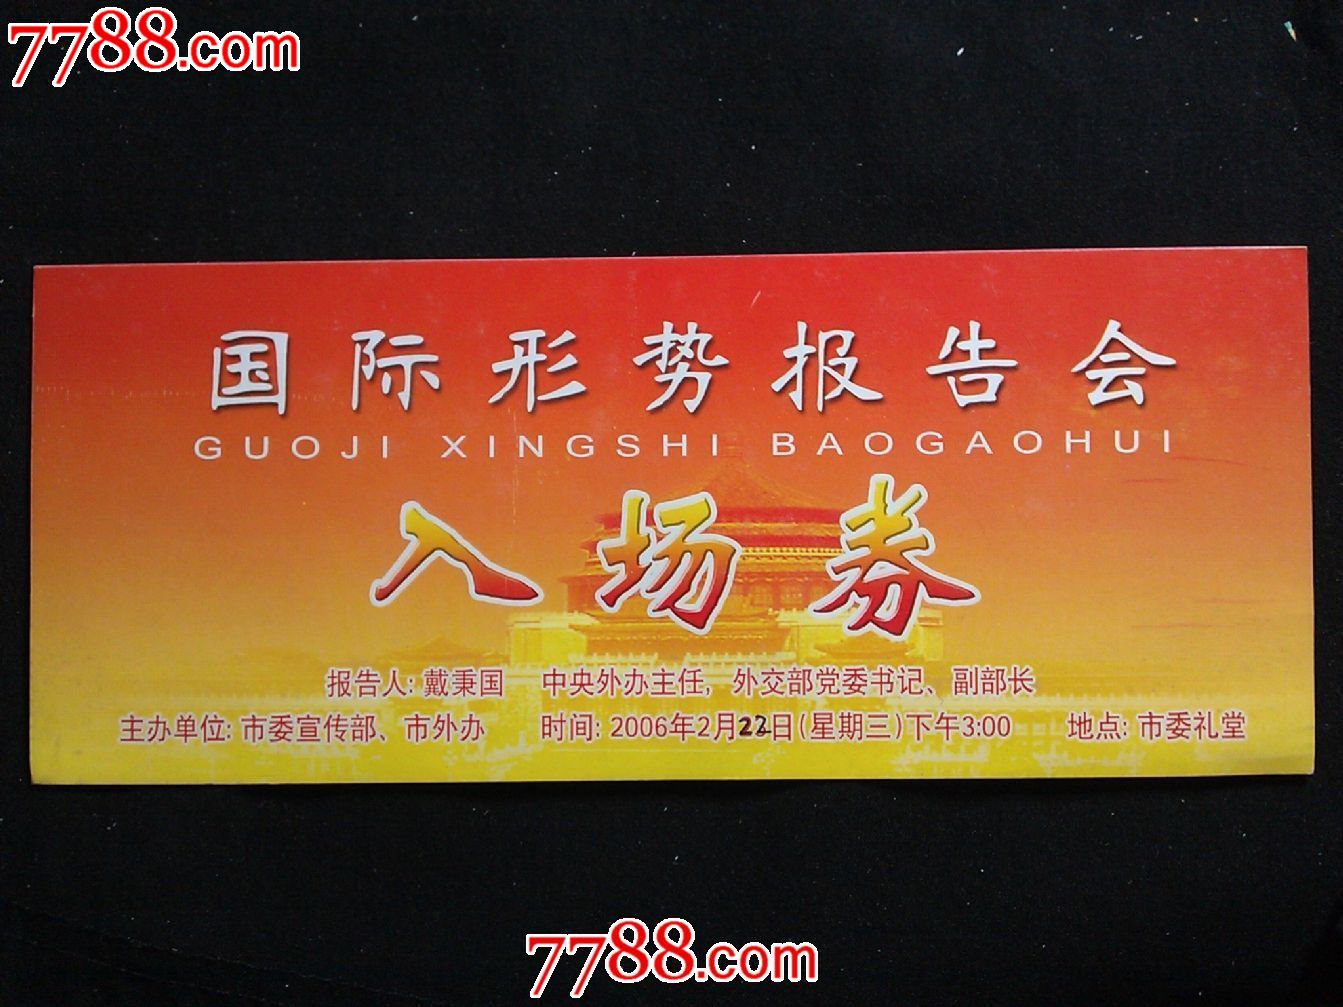 7788.com
国际形势报告会
GUOJI XINGSHI BAOGAOHUI
入场券
报告人: 戴秉国 中央外办主任, 外交部党委书记、副部长
主办单位: 市委宣传部、市外办 时间: 2006年2月22日(星期三)下午3:00 地点: 市委礼堂
7788.com